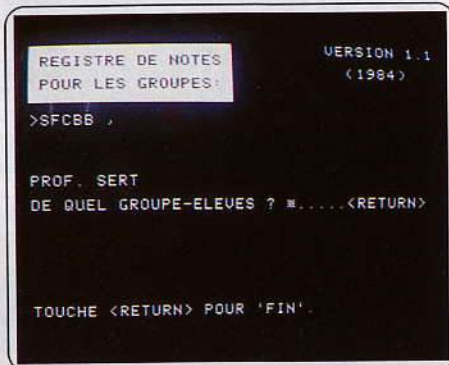 REGISTRE DE NOTES
POUR LES GROUPES:
VERSION 1.1
(1984)
>SFCBB ,
PROF. SERT
DE QUEL GROUPE-ELEVES ? ※.....<RETURN>
TOUCHE <RETURN> POUR 'FIN'.